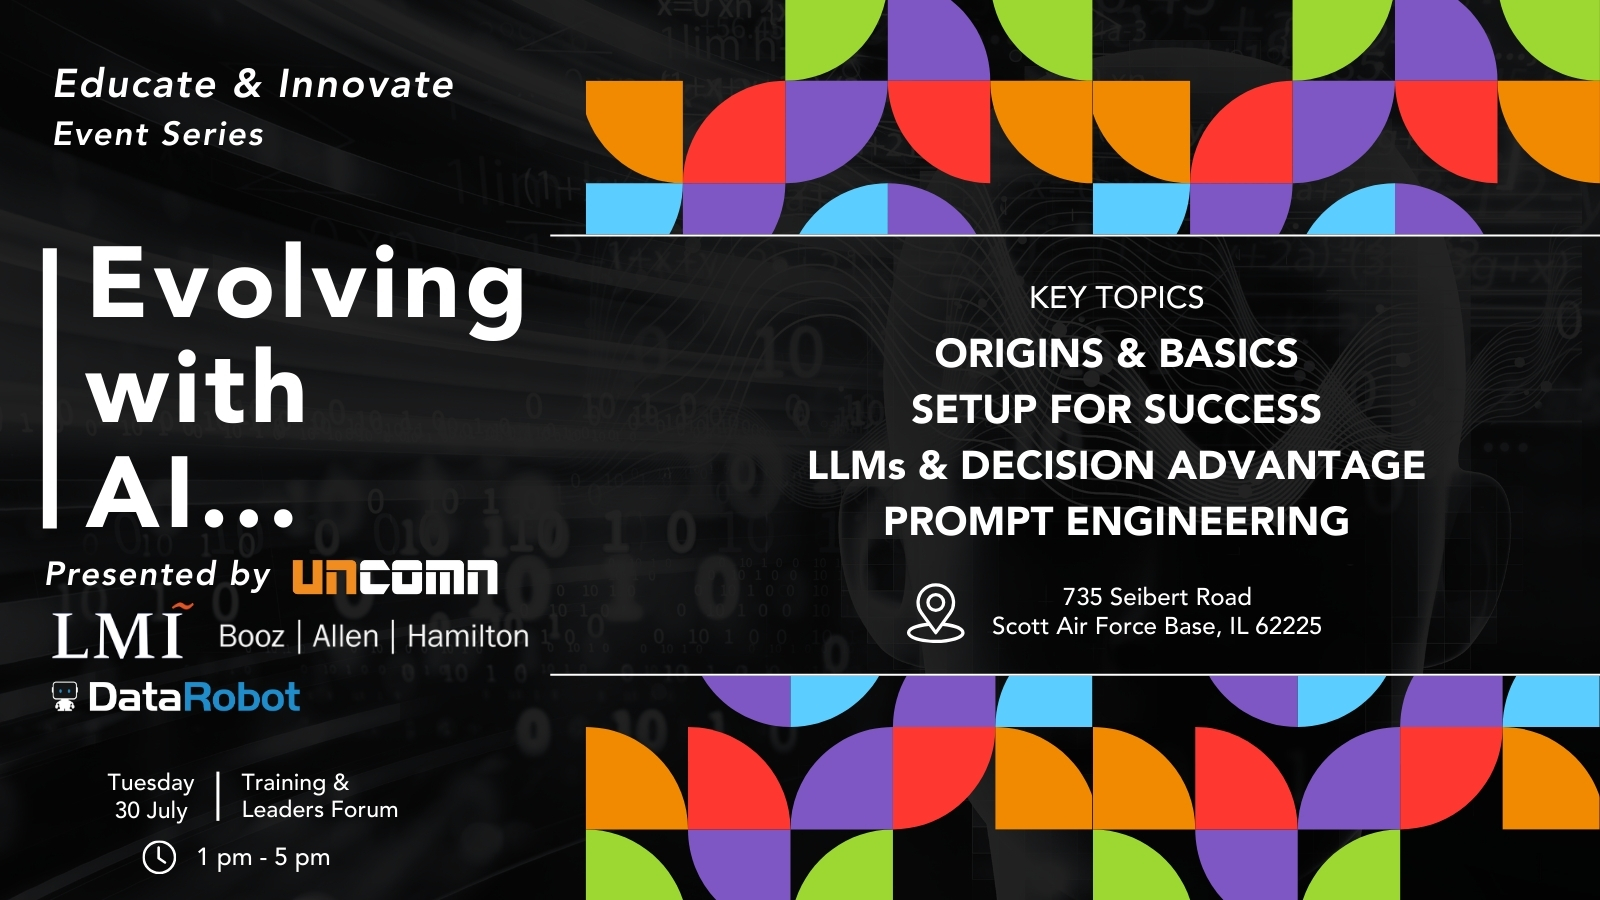 Educate & Innovate
Event Series
Evolving
with
AI...
Presented by uncomn
LMI
Booz | Allen | Hamilton
DataRobot
Tuesday
30 July
Training &
Leaders Forum
1 pm - 5 pm
KEY TOPICS
ORIGINS & BASICS
SETUP FOR SUCCESS
LLMs & DECISION ADVANTAGE
PROMPT ENGINEERING
735 Seibert Road
Scott Air Force Base, IL 62225